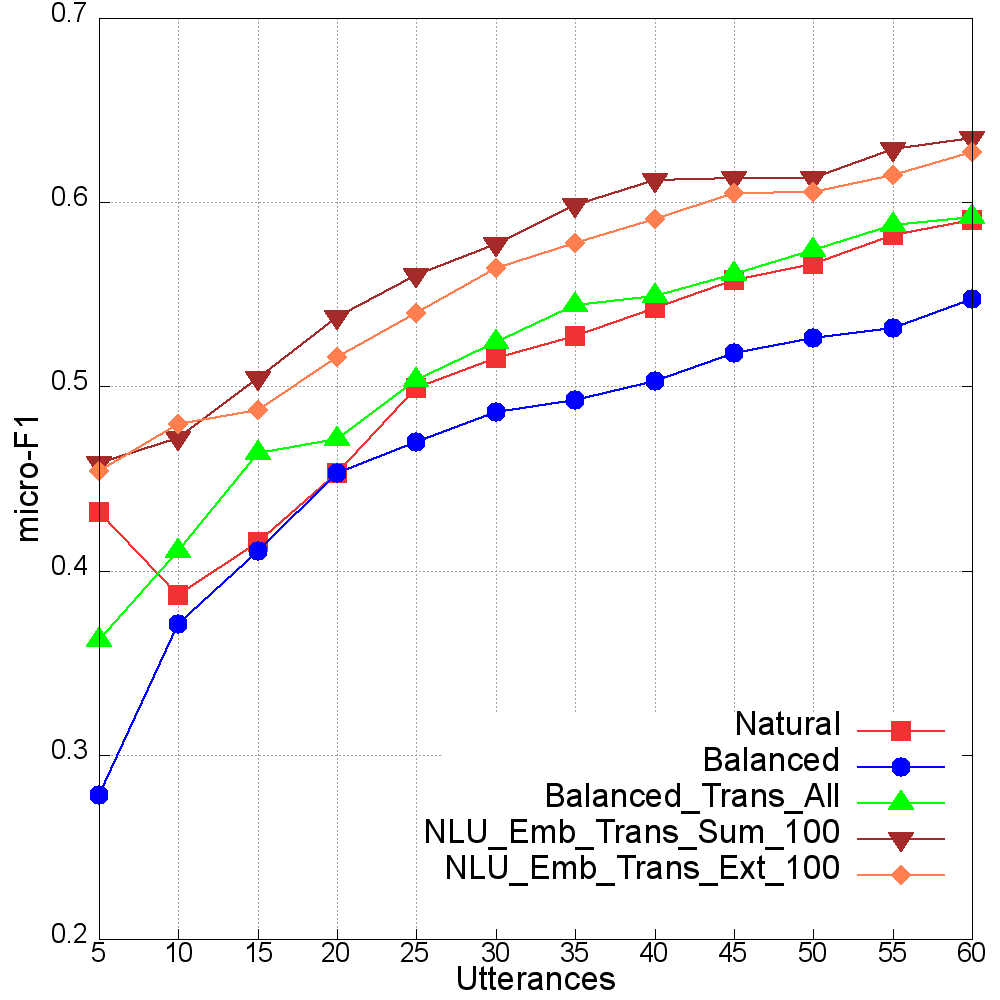 0.7
0.6
0.5
0.4
0.3
0.2
micro-F1
Natural
Balanced
Balanced_Trans_All
NLU_Emb_Trans_Sum_100
NLU_Emb_Trans_Ext_100
5 10 15 20 25 30 35 40 45 50 55 60
Utterances